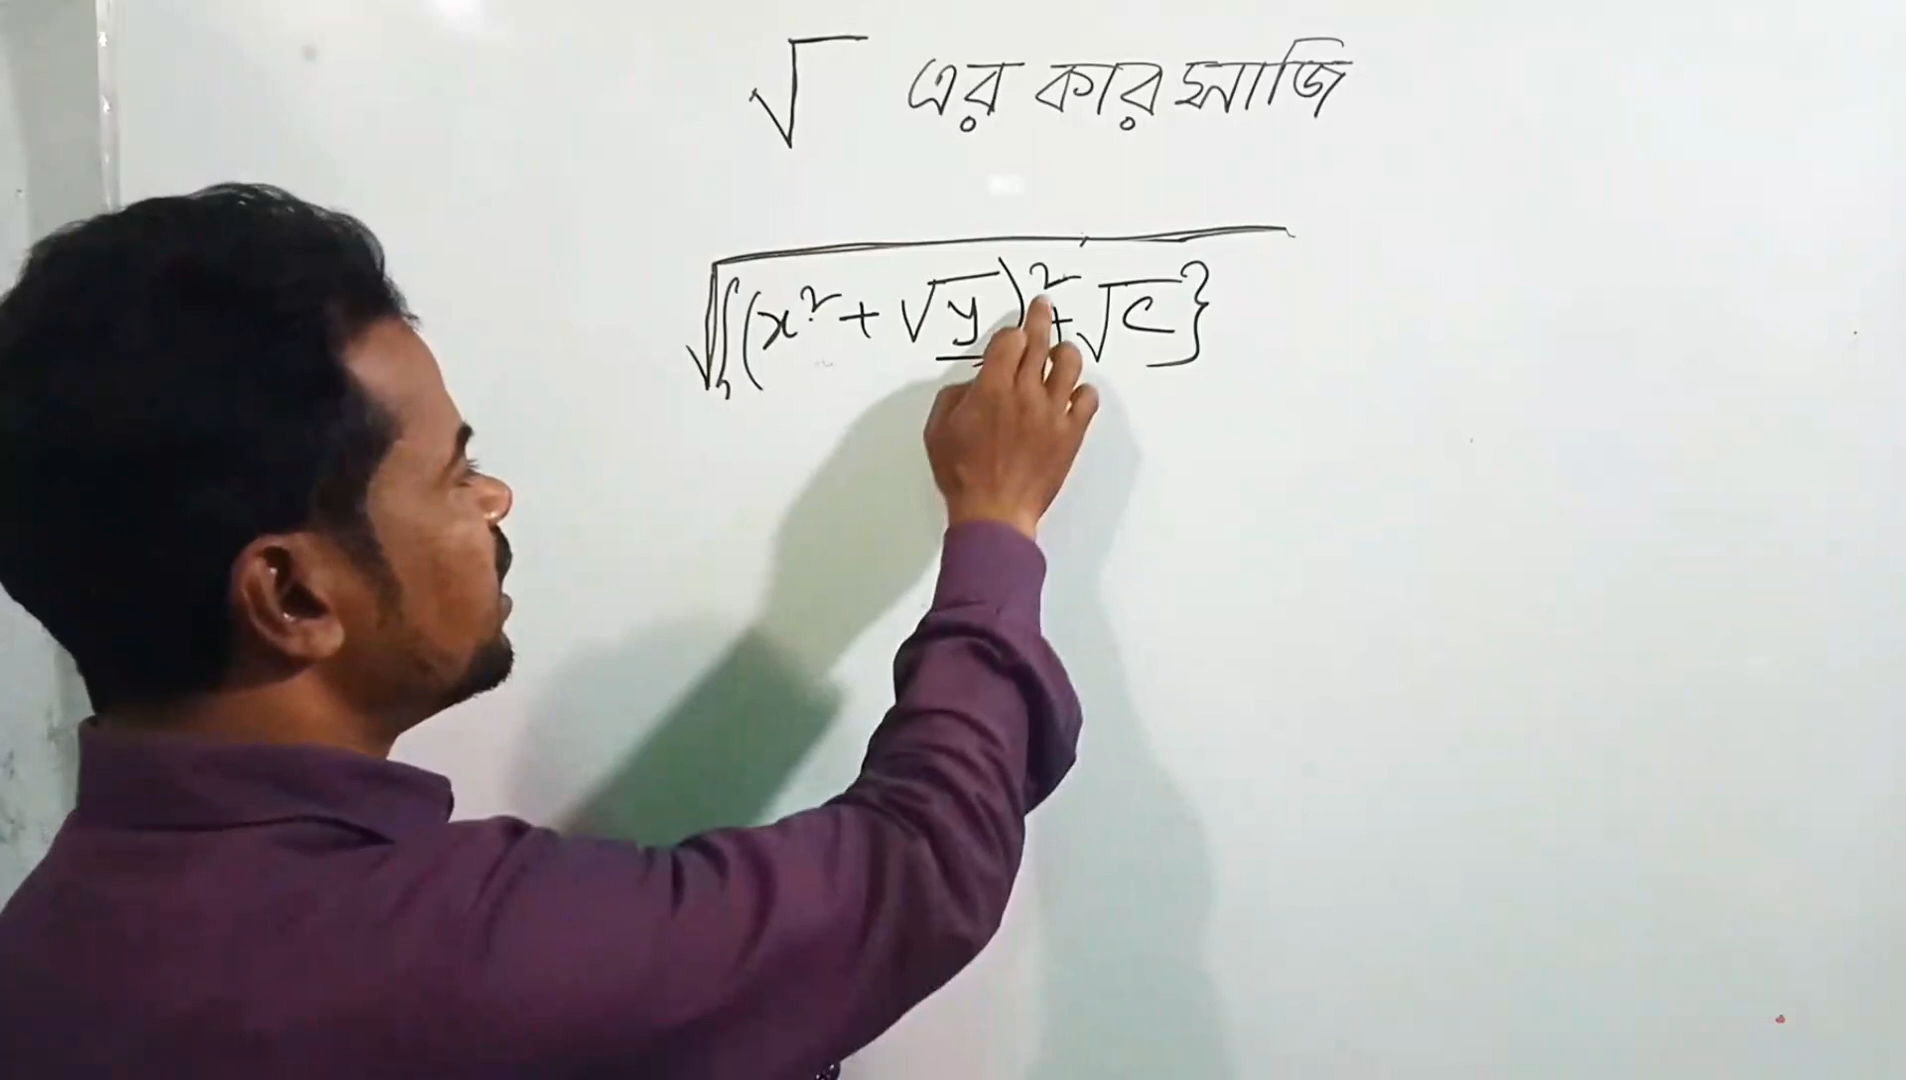 √ এর কারসাজি
√{(x² + √y)² + √c}